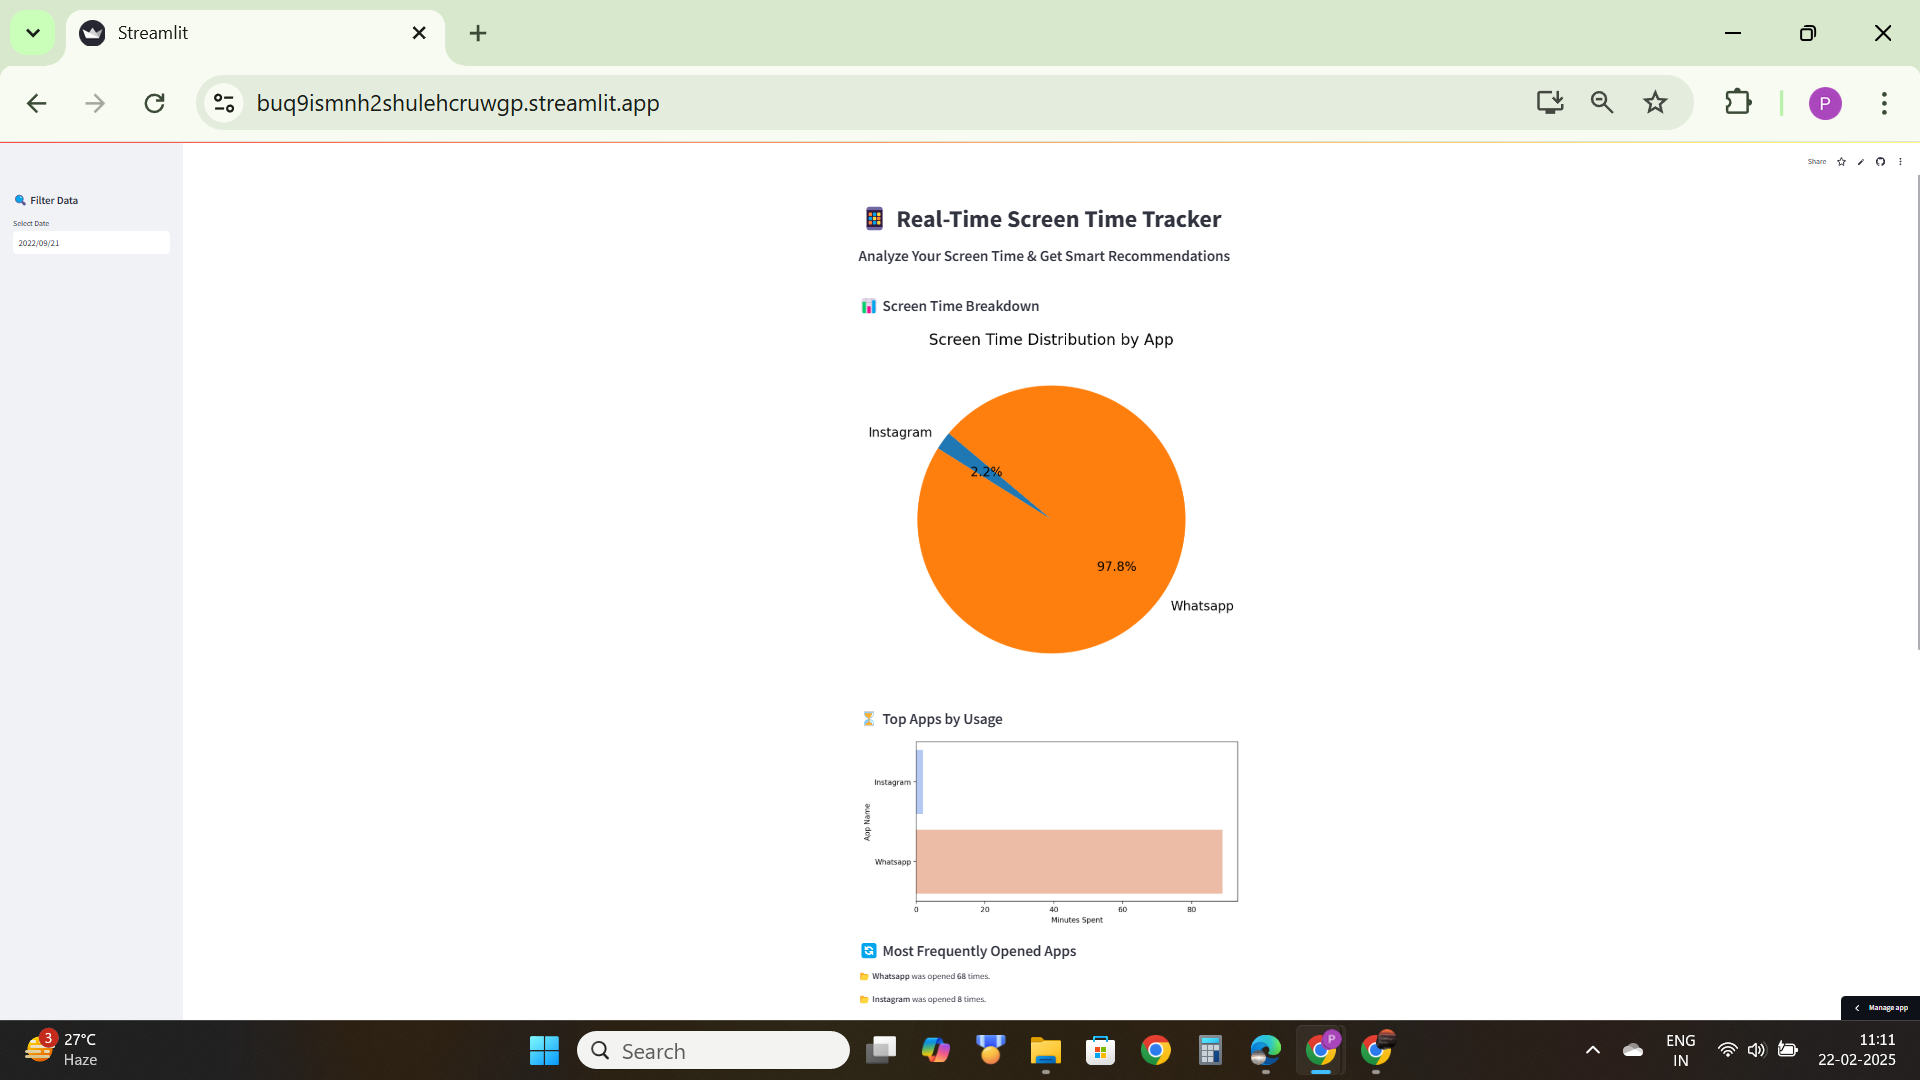 Streamlit
buq9ismnh2shulehcruwgp.streamlit.app
P
Share
Filter Data
Select Date
2022/09/21
Real-Time Screen Time Tracker
Analyze Your Screen Time & Get Smart Recommendations
Screen Time Breakdown
Screen Time Distribution by App
Instagram
2.2%
97.8%
Whatsapp
Top Apps by Usage
App Name
Instagram
Whatsapp
0 20 40 60 80
Minutes Spent
Most Frequently Opened Apps
Whatsapp was opened 68 times.
Instagram was opened 8 times.
Manage app
3
27°C
Haze
Search
P
ENG
IN
11:11
22-02-2025